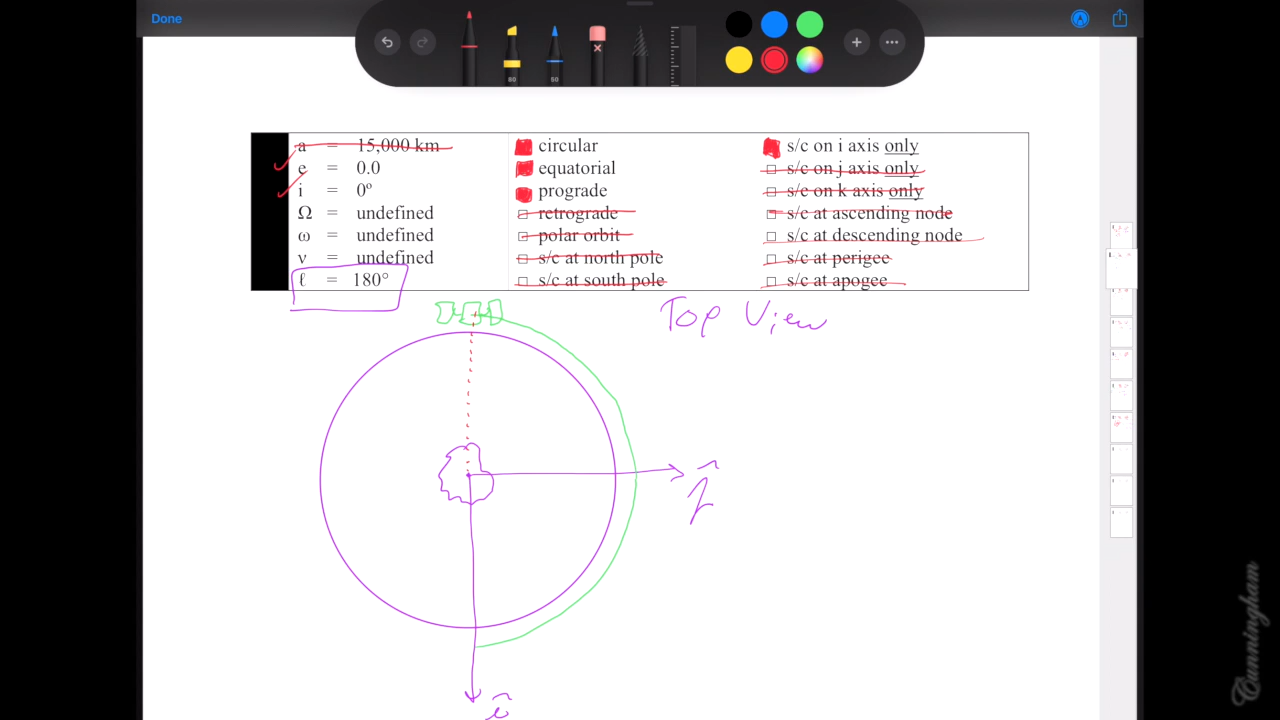 Done
80
50
a = 15,000 km
e = 0.0
i = 0º
Ω = undefined
ω = undefined
ν = undefined
ℓ = 180°
circular
equatorial
prograde
retrograde
polar orbit
s/c at north pole
s/c at south pole
s/c on i axis only
s/c on j axis only
s/c on k axis only
s/c at ascending node
s/c at descending node
s/c at perigee
s/c at apogee
Top View
ĵ
î
Cunningham